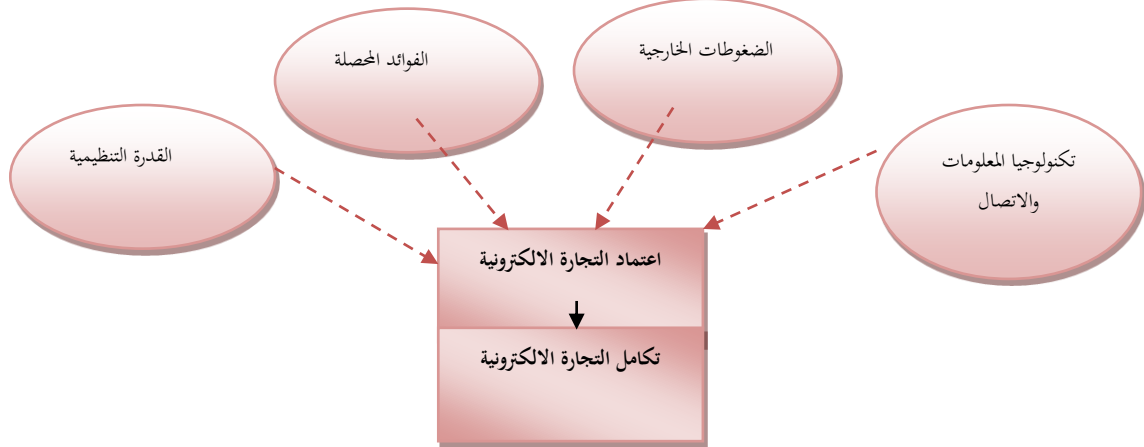 الضغوطات الخارجية
الفوائد المحصلة
تكنولوجيا المعلومات
والاتصال
القدرة التنظيمية
اعتماد التجارة الالكترونية
تكامل التجارة الالكترونية